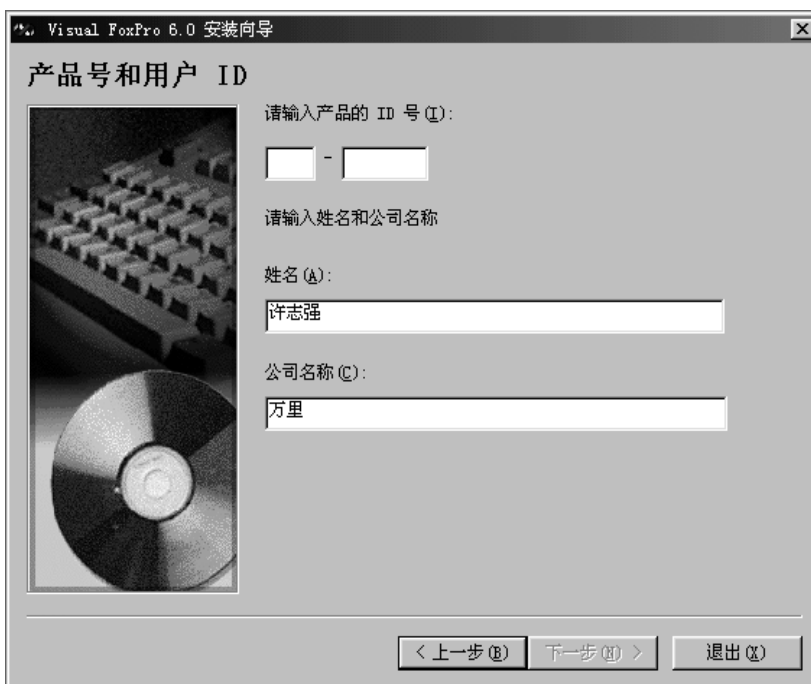 Visual FoxPro 6.0 安装向导
产品号和用户 ID
请输入产品的 ID 号(I):
-
请输入姓名和公司名称
姓名(A):
许志强
公司名称(C):
万里
< 上一步(B)
下一步(N) >
退出(X)